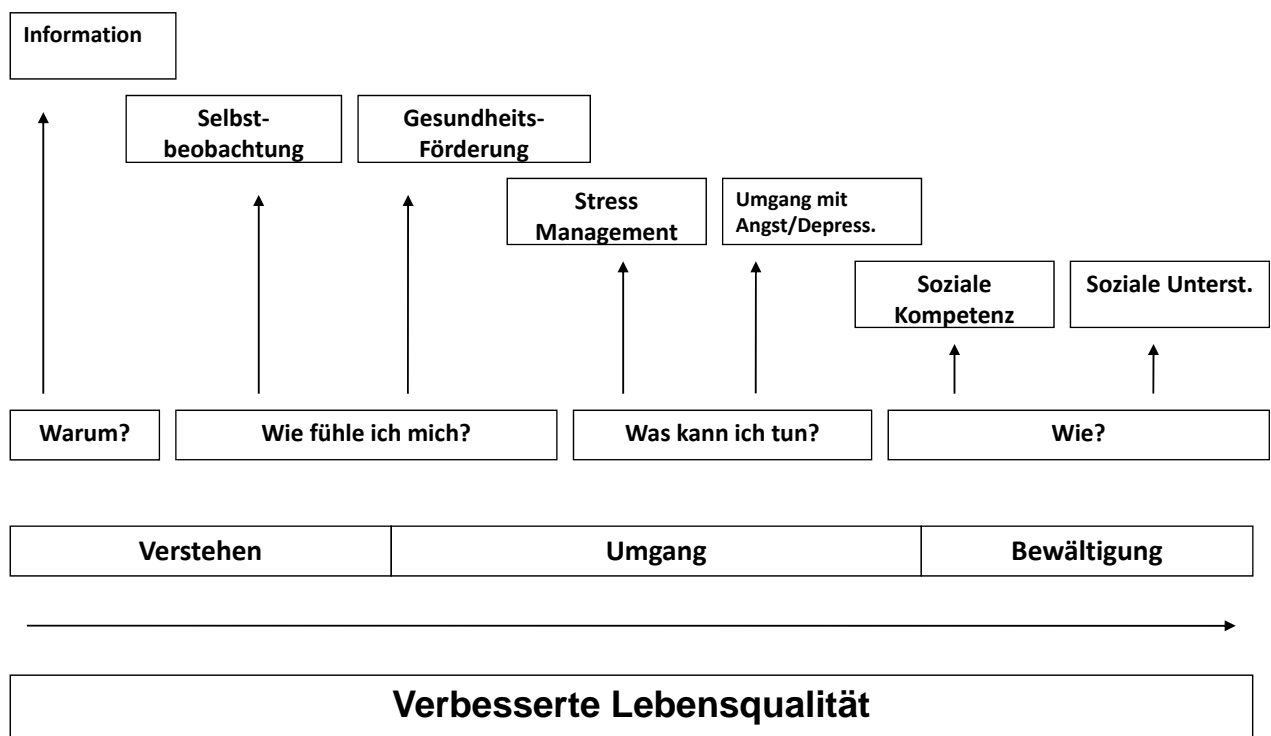 Information
Selbst-
beobachtung
Gesundheits-
Förderung
Stress
Management
Umgang mit
Angst/Depress.
Soziale
Kompetenz
Soziale Unterst.
Warum?
Wie fühle ich mich?
Was kann ich tun?
Wie?
Verstehen
Umgang
Bewältigung
Verbesserte Lebensqualität